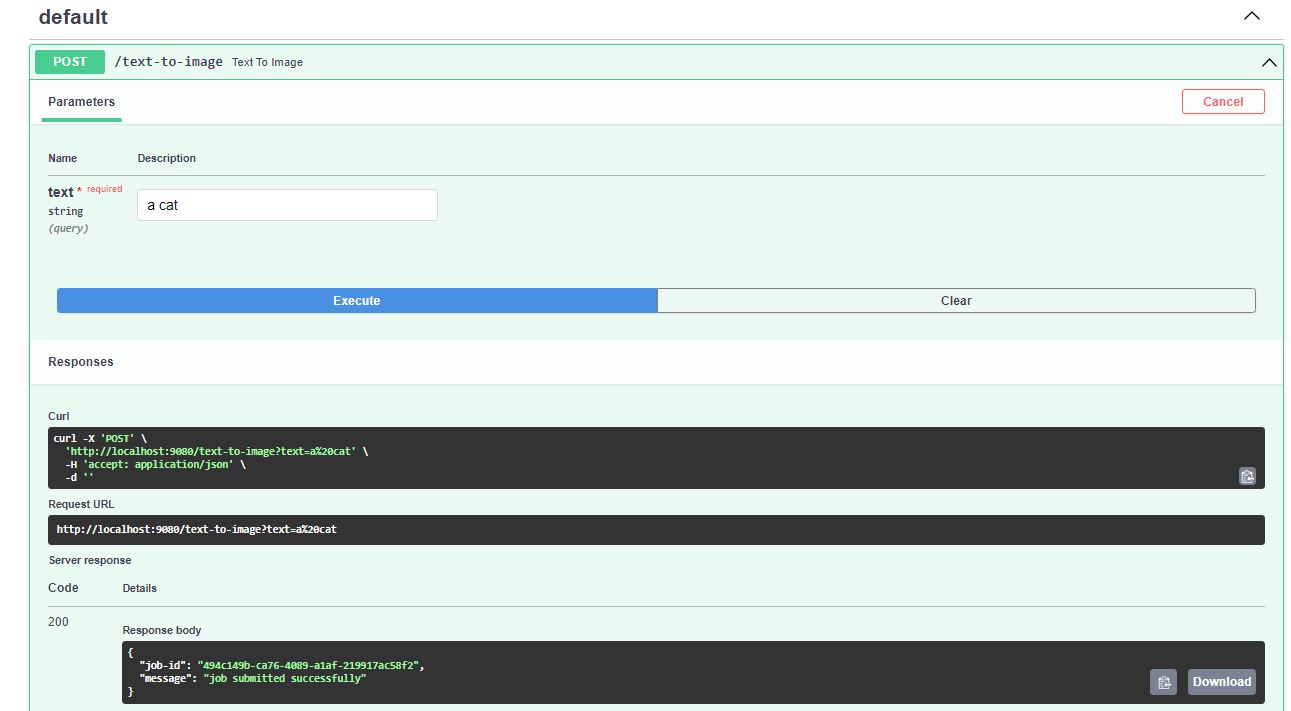 default
POST /text-to-image Text To Image
Parameters
Cancel
Name Description
text * required
string
(query)
a cat
Execute
Clear
Responses
Curl
curl -X 'POST' \
'http://localhost:9080/text-to-image?text=a%20cat' \
-H 'accept: application/json' \
-d ''
Request URL
http://localhost:9080/text-to-image?text=a%20cat
Server response
Code Details
200
Response body
{
"job-id": "494c149b-ca76-4089-a1af-219917ac58f2",
"message": "job submitted successfully"
}
Download